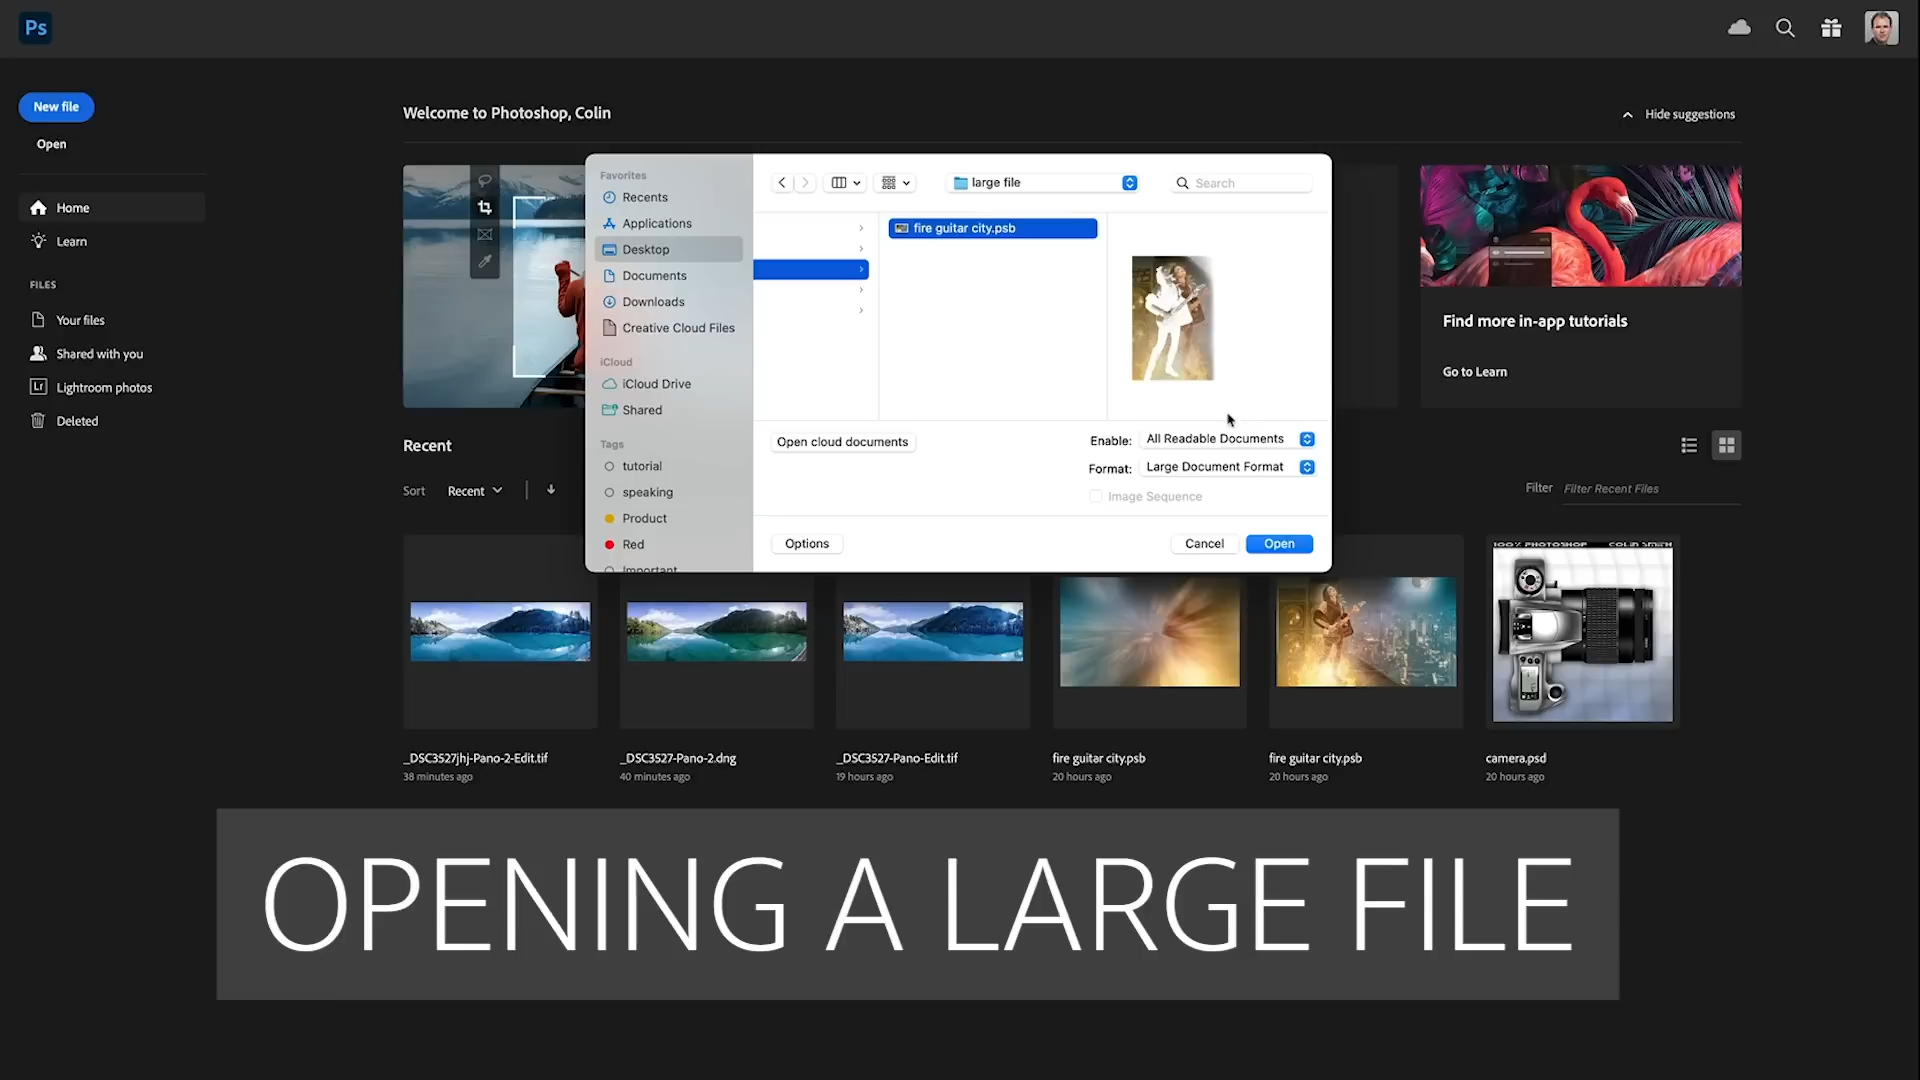 Ps
New file
Open
Home
Learn
FILES
Your files
Shared with you
Lr Lightroom photos
Deleted
Welcome to Photoshop, Colin
Hide suggestions
Favorites
Recents
Applications
Desktop
Documents
Downloads
Creative Cloud Files
iCloud
iCloud Drive
Shared
Tags
tutorial
speaking
Product
Red
Important
large file
Search
fire guitar city.psb
Open cloud documents
Enable: All Readable Documents
Format: Large Document Format
Image Sequence
Options
Cancel
Open
Find more in-app tutorials
Go to Learn
Recent
Sort Recent
Filter Filter Recent Files
100% PHOTOSHOP COLIN SMITH
_DSC3527jhj-Pano-2-Edit.tif
38 minutes ago
_DSC3527-Pano-2.dng
40 minutes ago
_DSC3527-Pano-Edit.tif
19 hours ago
fire guitar city.psb
20 hours ago
fire guitar city.psb
20 hours ago
camera.psd
20 hours ago
OPENING A LARGE FILE